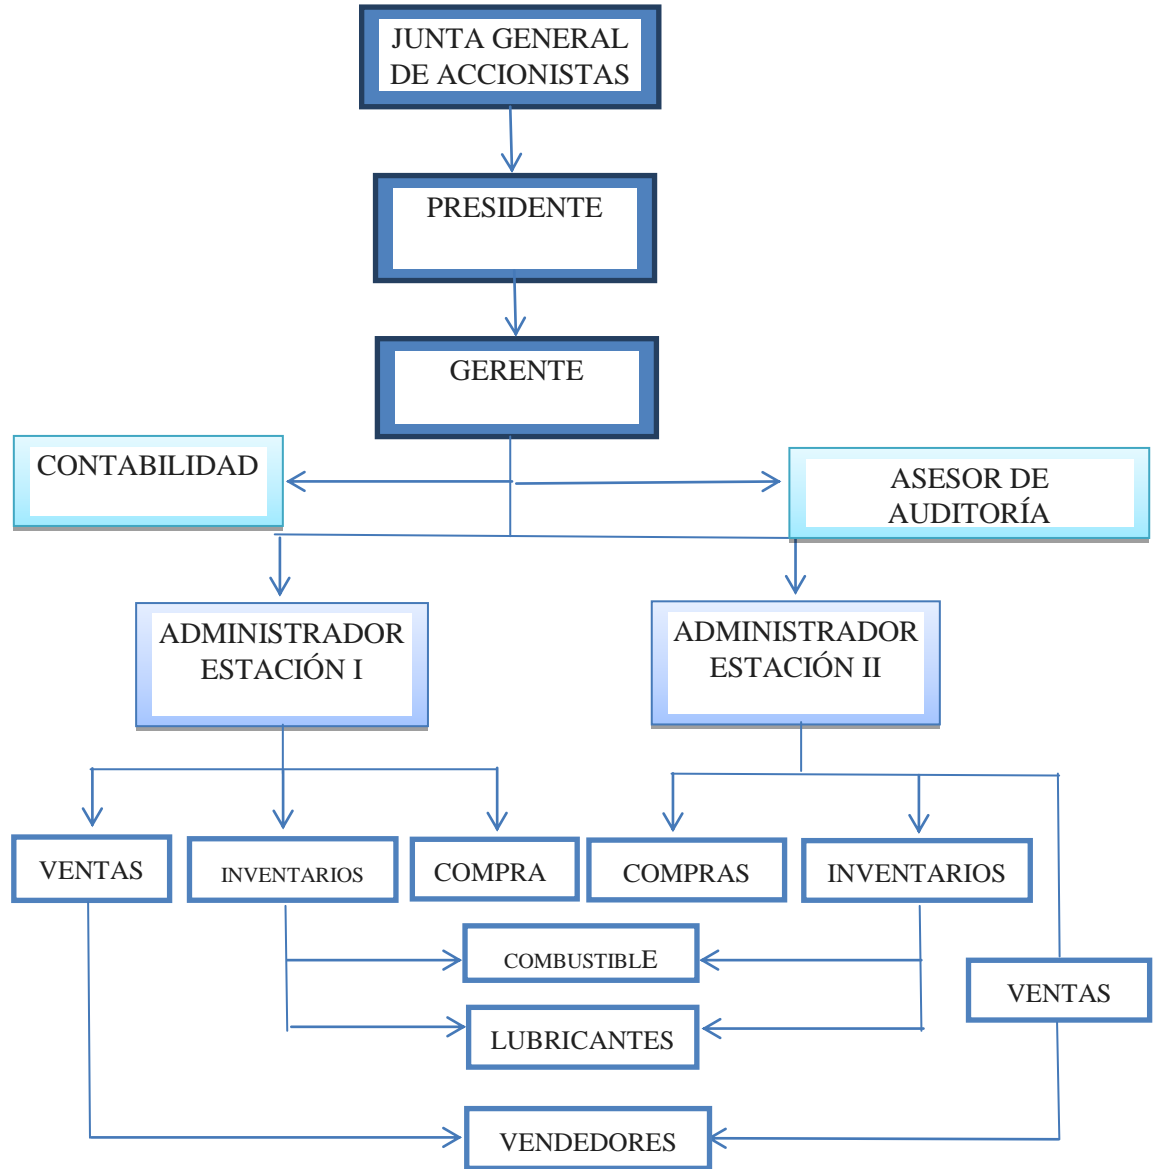 JUNTA GENERAL
DE ACCIONISTAS
PRESIDENTE
GERENTE
CONTABILIDAD
ASESOR DE
AUDITORÍA
ADMINISTRADOR
ESTACIÓN I
ADMINISTRADOR
ESTACIÓN II
VENTAS
INVENTARIOS
COMPRA
COMPRAS
INVENTARIOS
COMBUSTIBLE
VENTAS
LUBRICANTES
VENDEDORES